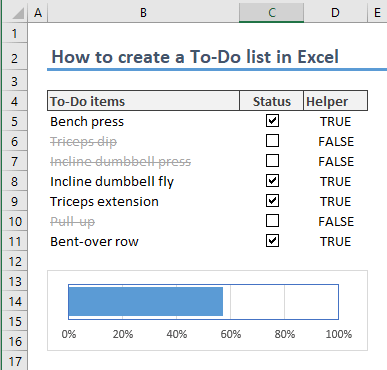 A B C D E
1
2 How to create a To-Do list in Excel
3
4 To-Do items Status Helper
5 Bench press TRUE
6 Triceps dip FALSE
7 Incline dumbbell press FALSE
8 Incline dumbbell fly TRUE
9 Triceps extension TRUE
10 Pull-up FALSE
11 Bent-over row TRUE
12
13
14
15
16 0% 20% 40% 60% 80% 100%
17